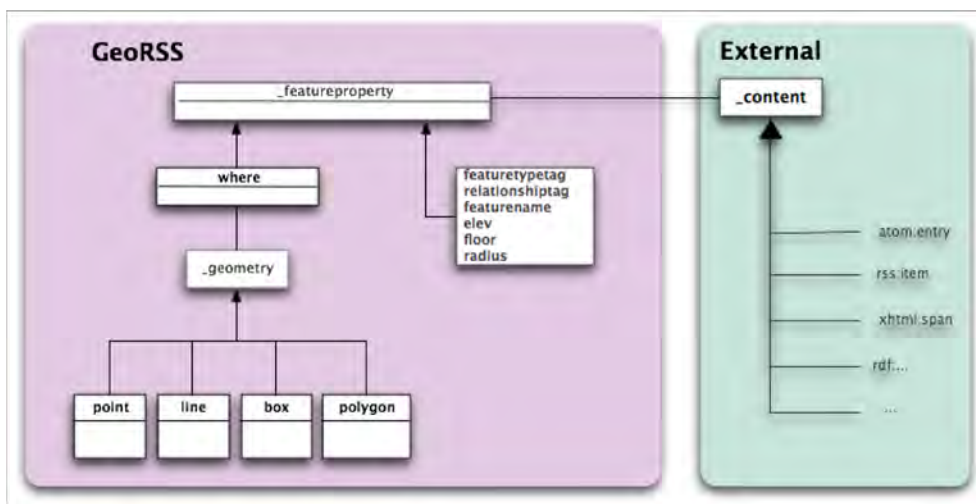 GeoRSS
_featureproperty
where
featuretypetag
relationshiptag
featurename
elev
floor
radius
_geometry
point
line
box
polygon
External
_content
atom:entry
rss:item
xhtml:span
rdf:...
...